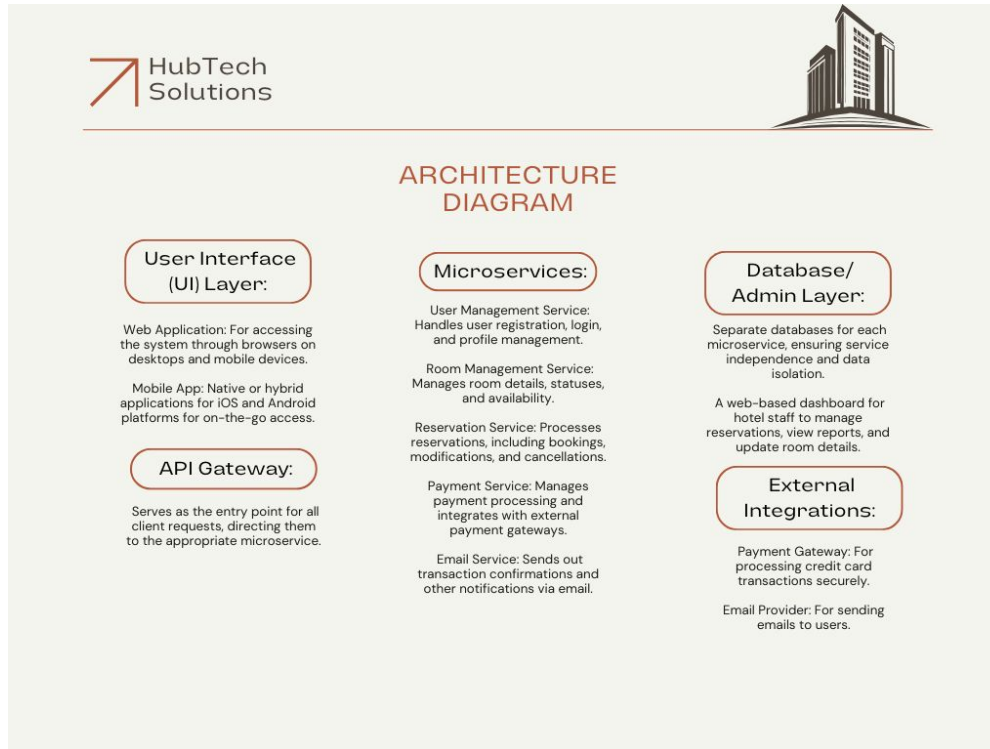 HubTech
Solutions
ARCHITECTURE
DIAGRAM
User Interface
(UI) Layer:
Web Application: For accessing
the system through browsers on
desktops and mobile devices.
Mobile App: Native or hybrid
applications for iOS and Android
platforms for on-the-go access.
API Gateway:
Serves as the entry point for all
client requests, directing them
to the appropriate microservice.
Microservices:
User Management Service:
Handles user registration, login,
and profile management.
Room Management Service:
Manages room details, statuses,
and availability.
Reservation Service: Processes
reservations, including bookings,
modifications, and cancellations.
Payment Service: Manages
payment processing and
integrates with external
payment gateways.
Email Service: Sends out
transaction confirmations and
other notifications via email.
Database/
Admin Layer:
Separate databases for each
microservice, ensuring service
independence and data
isolation.
A web-based dashboard for
hotel staff to manage
reservations, view reports, and
update room details.
External
Integrations:
Payment Gateway: For
processing credit card
transactions securely.
Email Provider: For sending
emails to users.